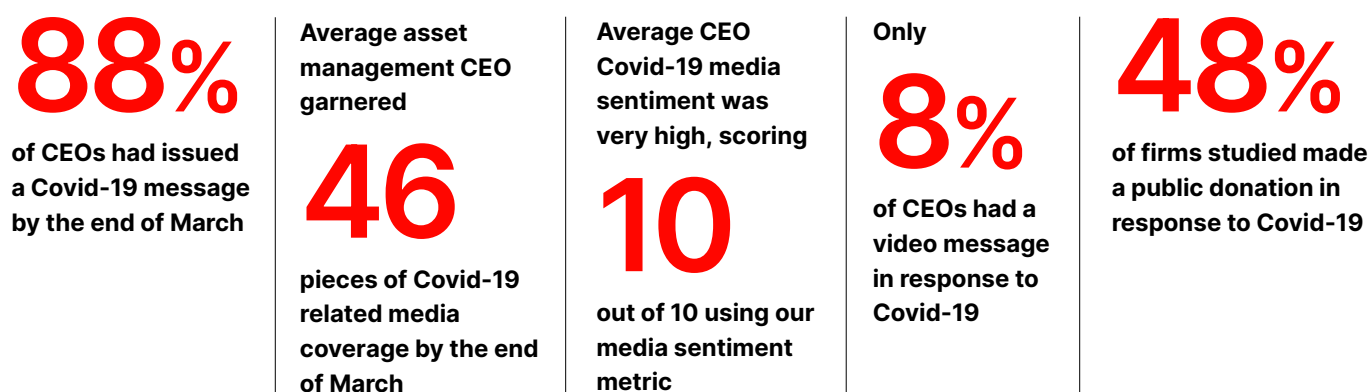 88%
of CEOs had issued
a Covid-19 message
by the end of March
Average asset
management CEO
garnered
46
pieces of Covid-19
related media
coverage by the end
of March
Average CEO
Covid-19 media
sentiment was
very high, scoring
10
out of 10 using our
media sentiment
metric
Only
8%
of CEOs had a
video message
in response to
Covid-19
48%
of firms studied made
a public donation in
response to Covid-19